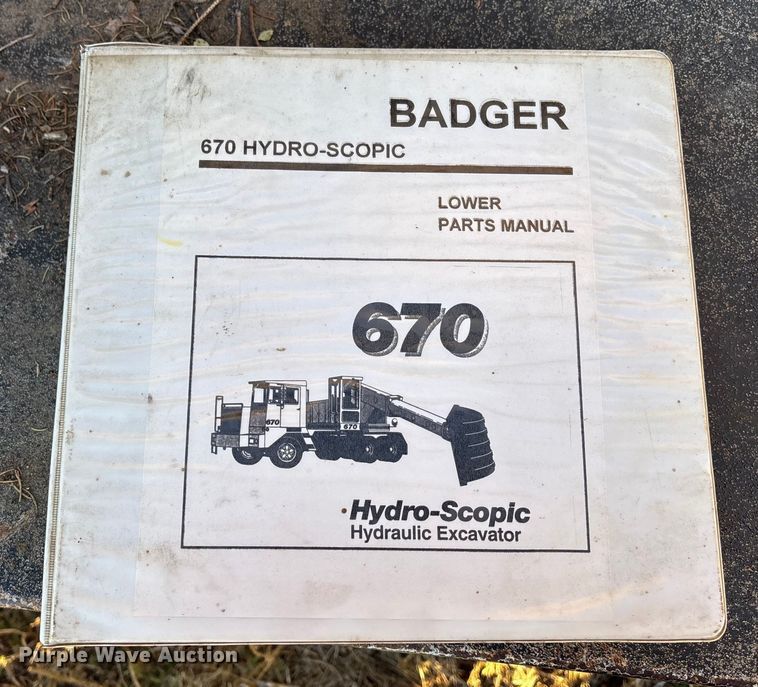 BADGER
670 HYDRO-SCOPIC
LOWER
PARTS MANUAL
670
670
670
Hydro-Scopic
Hydraulic Excavator
Purple Wave Auction